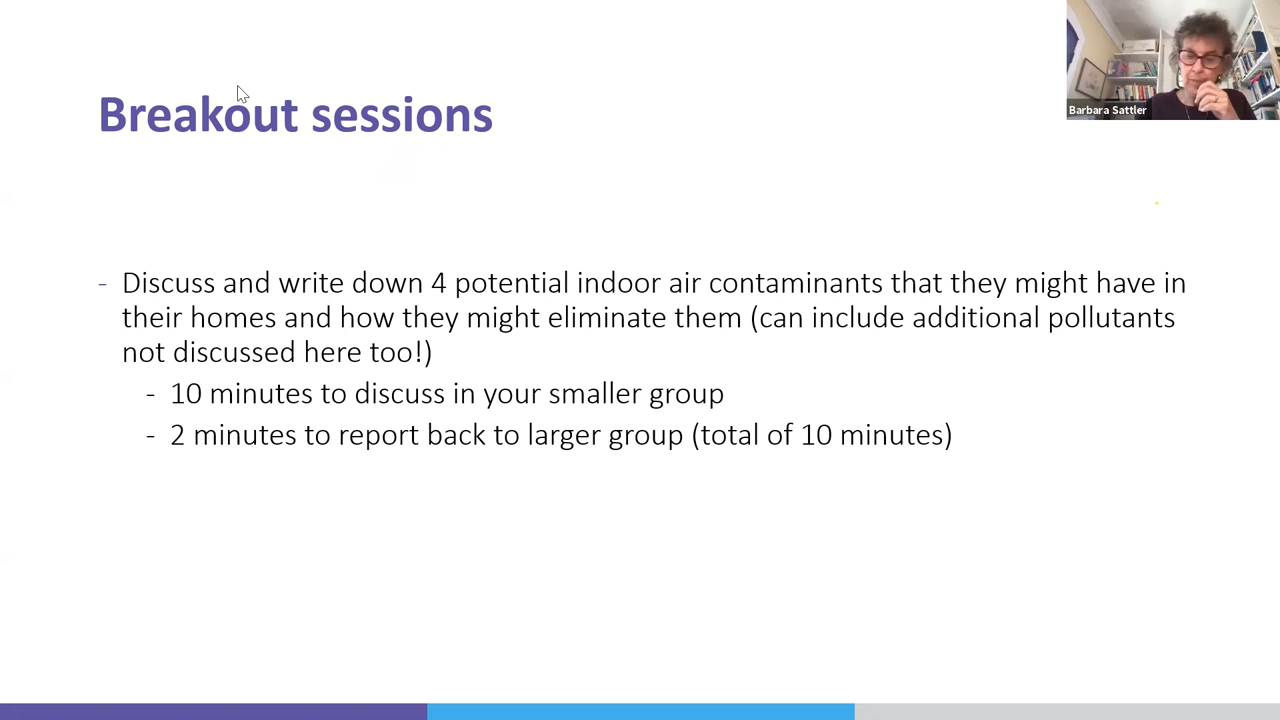 Barbara Sattler
Breakout sessions
- Discuss and write down 4 potential indoor air contaminants that they might have in
their homes and how they might eliminate them (can include additional pollutants
not discussed here too!)
- 10 minutes to discuss in your smaller group
- 2 minutes to report back to larger group (total of 10 minutes)